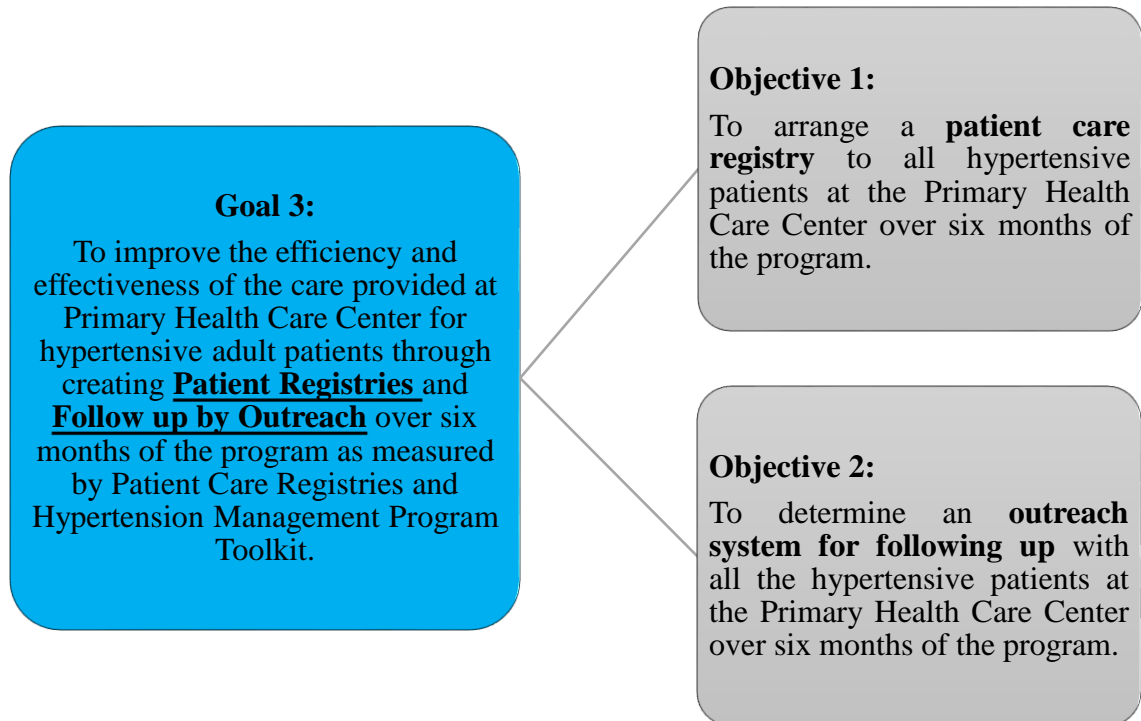 Goal 3:
To improve the efficiency and
effectiveness of the care provided at
Primary Health Care Center for
hypertensive adult patients through
creating Patient Registries and
Follow up by Outreach over six
months of the program as measured
by Patient Care Registries and
Hypertension Management Program
Toolkit.
Objective 1:
To arrange a patient care
registry to all hypertensive
patients at the Primary Health
Care Center over six months of
the program.
Objective 2:
To determine an outreach
system for following up with
all the hypertensive patients at
the Primary Health Care Center
over six months of the program.